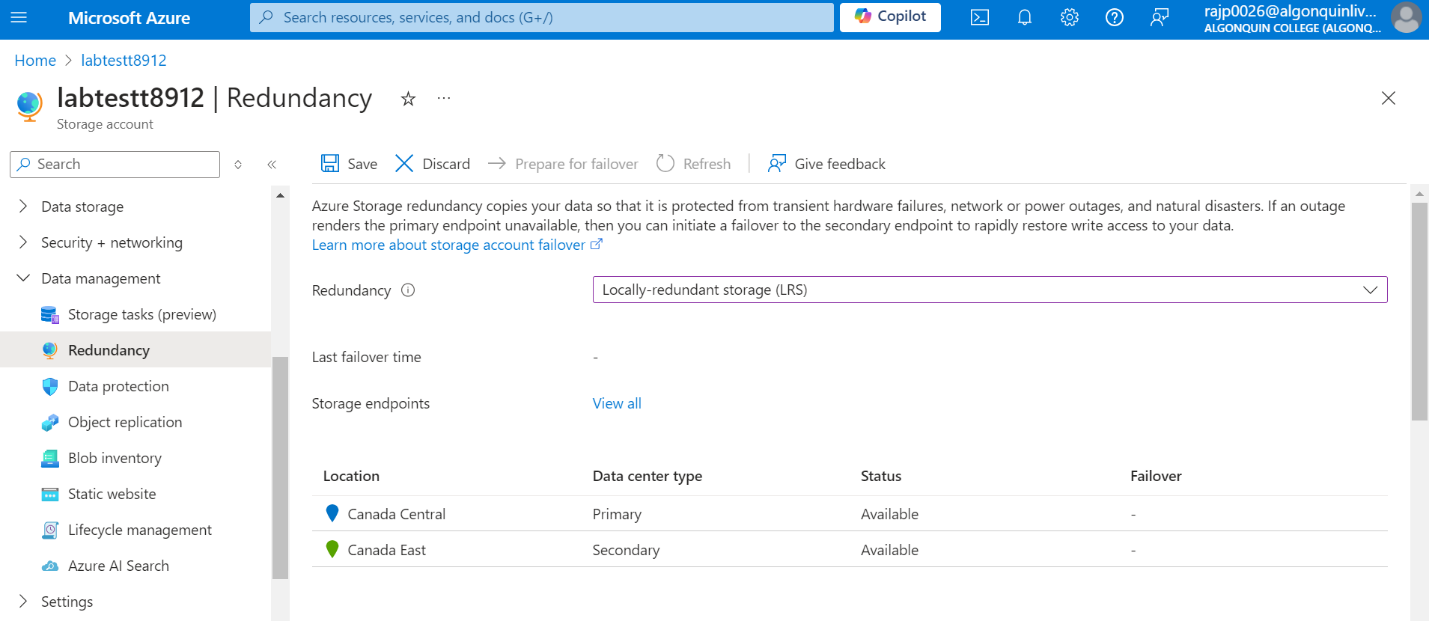 Microsoft Azure
Search resources, services, and docs (G+/)
Copilot
rajp0026@algonquinliv...
ALGONQUIN COLLEGE (ALGONQ...
Home > labtestt8912
labtestt8912 | Redundancy
Storage account
Search
Save
Discard
Prepare for failover
Refresh
Give feedback
Data storage
Security + networking
Data management
Storage tasks (preview)
Redundancy
Data protection
Object replication
Blob inventory
Static website
Lifecycle management
Azure AI Search
Settings
Azure Storage redundancy copies your data so that it is protected from transient hardware failures, network or power outages, and natural disasters. If an outage
renders the primary endpoint unavailable, then you can initiate a failover to the secondary endpoint to rapidly restore write access to your data.
Learn more about storage account failover
Redundancy
Locally-redundant storage (LRS)
Last failover time -
Storage endpoints View all
Location Data center type Status Failover
Canada Central Primary Available -
Canada East Secondary Available -